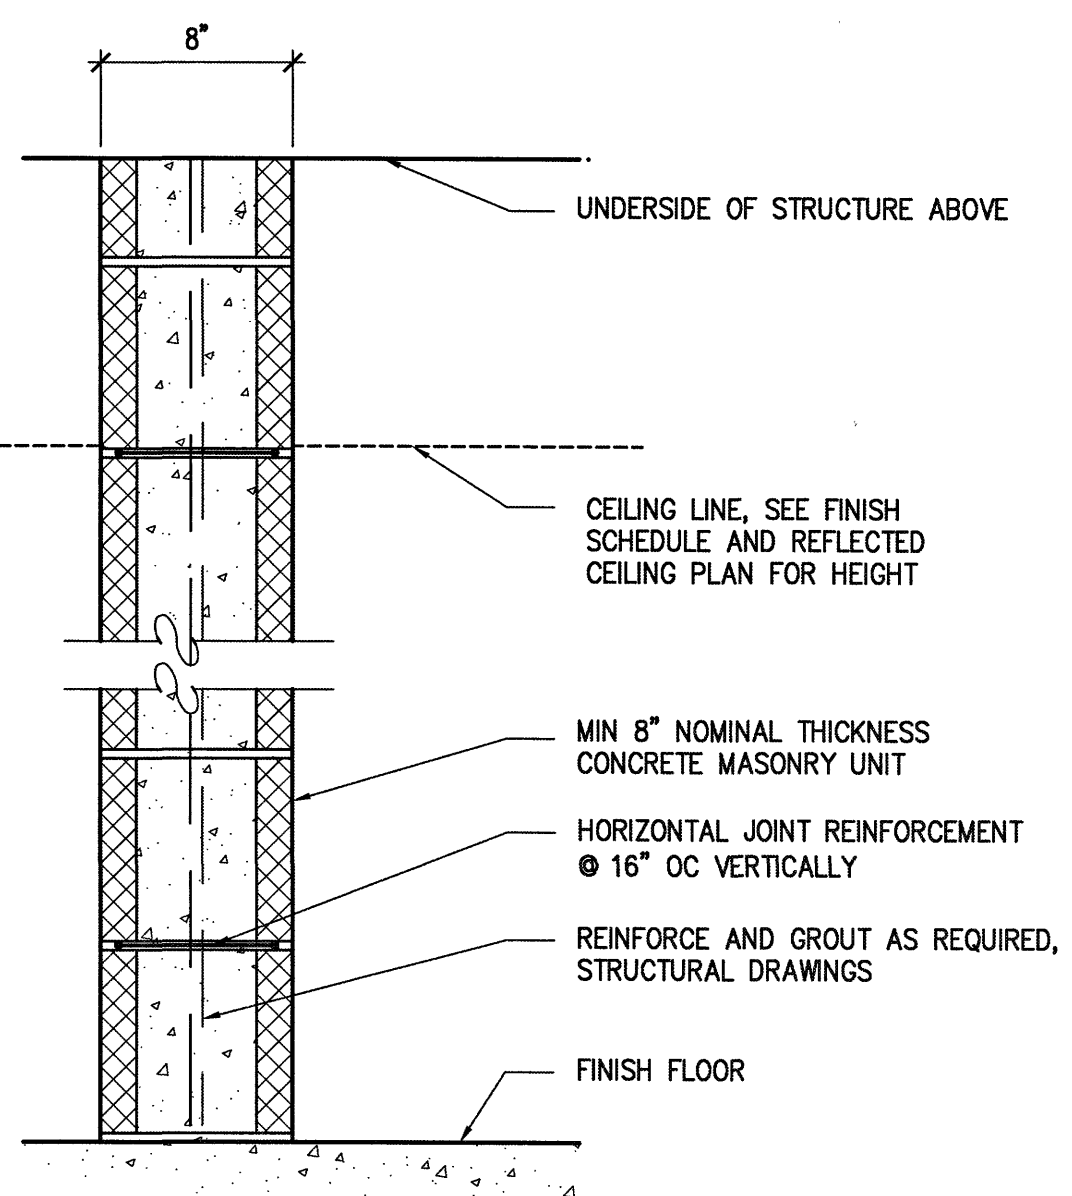 8"
UNDERSIDE OF STRUCTURE ABOVE
CEILING LINE, SEE FINISH
SCHEDULE AND REFLECTED
CEILING PLAN FOR HEIGHT
MIN 8" NOMINAL THICKNESS
CONCRETE MASONRY UNIT
HORIZONTAL JOINT REINFORCEMENT
@ 16" OC VERTICALLY
REINFORCE AND GROUT AS REQUIRED,
STRUCTURAL DRAWINGS
FINISH FLOOR